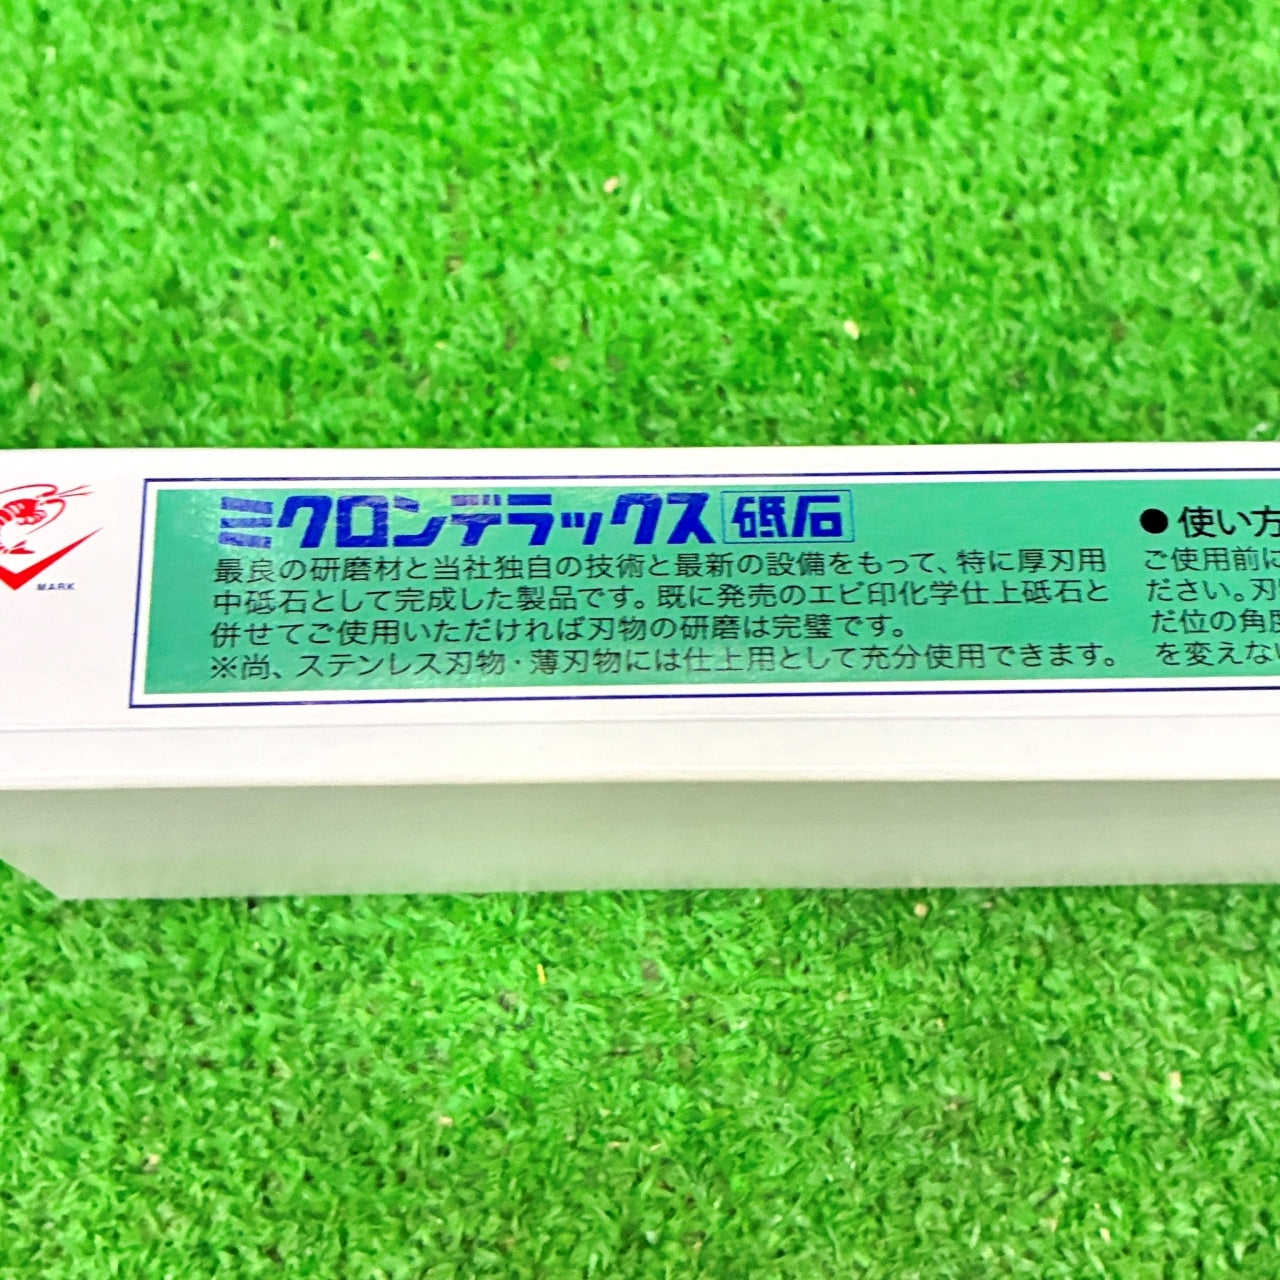 MARK
ミクロンデラックス 砥石
最良の研磨材と当社独自の技術と最新の設備をもって、特に厚刃用
中砥石として完成した製品です。既に発売のエビ印化学仕上砥石と
併せてご使用いただければ刃物の研磨は完璧です。
※尚、ステンレス刃物・薄刃物には仕上用として充分使用できます。
●使い方
ご使用前に
ださい。刃
だ位の角度
を変えない